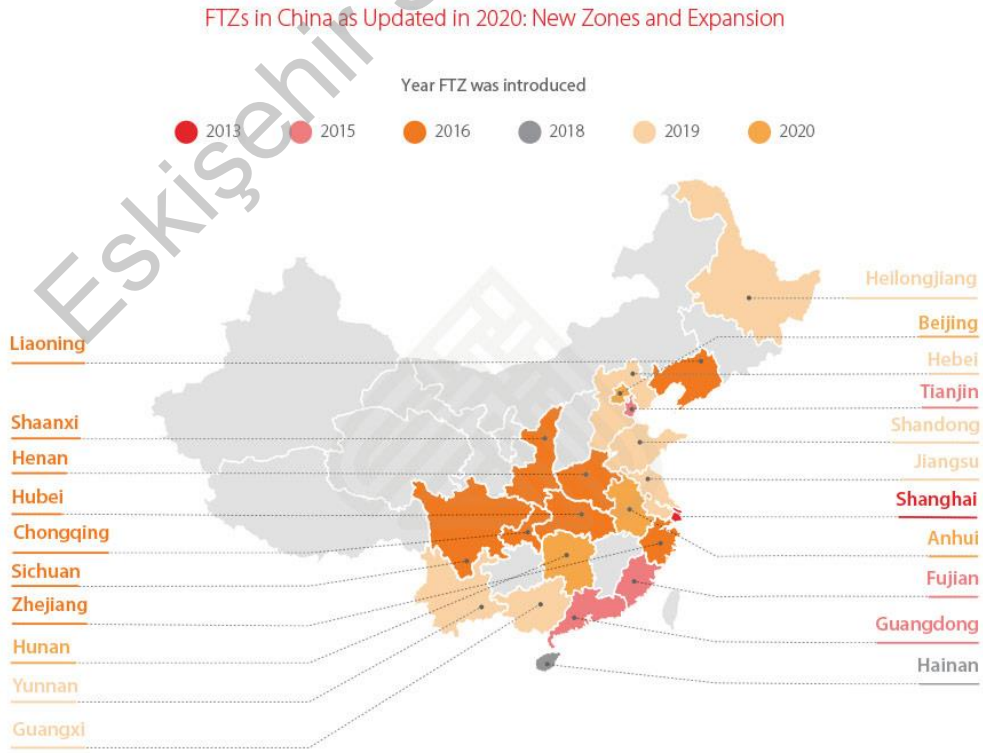 FTZs in China as Updated in 2020: New Zones and Expansion
Eskişehir
Year FTZ was introduced
2013 2015 2016 2018 2019 2020
Heilongjiang
Beijing
Liaoning
Hebei
Tianjin
Shaanxi
Shandong
Henan
Jiangsu
Hubei
Shanghai
Chongqing
Anhui
Sichuan
Fujian
Zhejiang
Guangdong
Hunan
Hainan
Yunnan
Guangxi